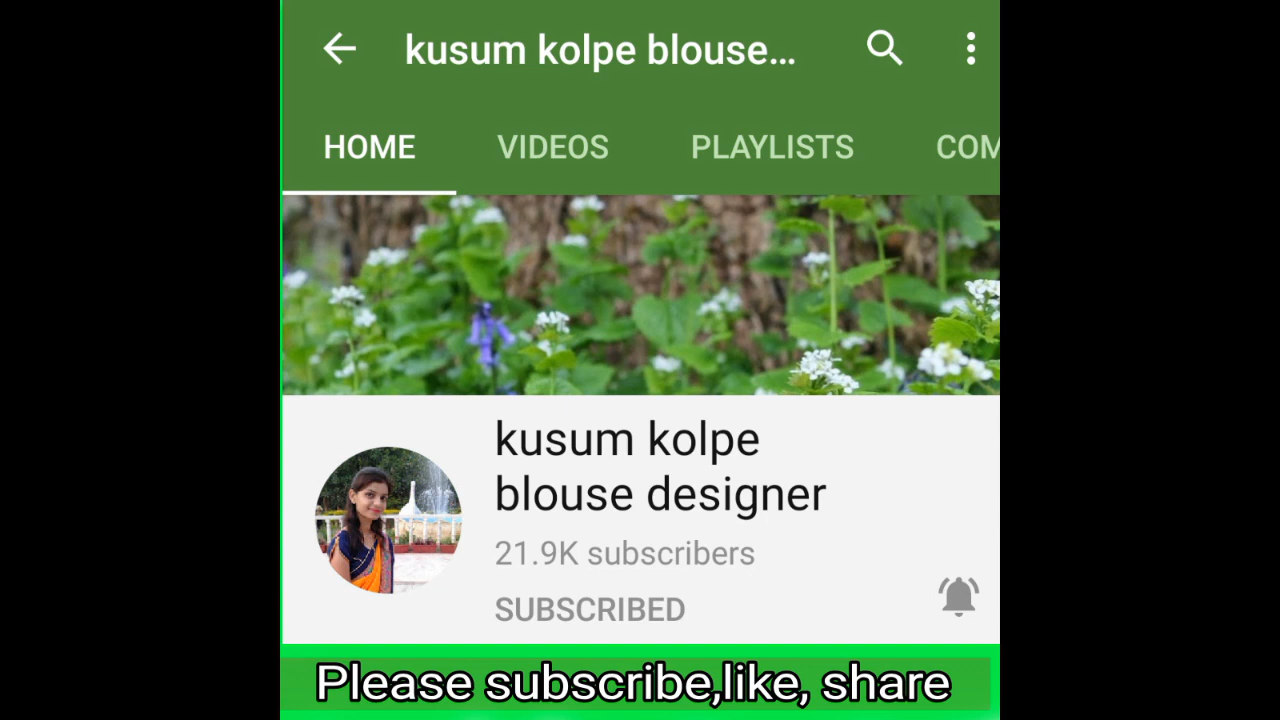 kusum kolpe blouse...
HOME VIDEOS PLAYLISTS COM
kusum kolpe
blouse designer
21.9K subscribers
SUBSCRIBED
Please subscribe,like, share